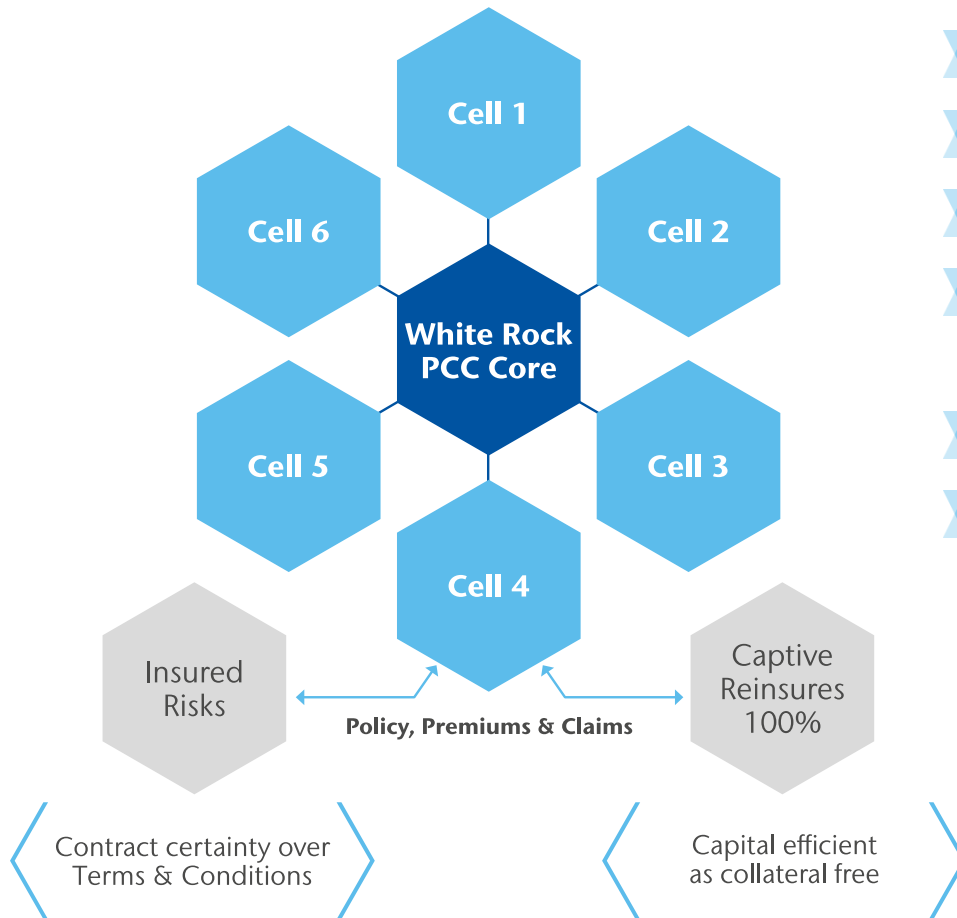 Cell 1
Cell 6
Cell 2
White Rock
PCC Core
Cell 5
Cell 3
Cell 4
Insured
Risks
Captive
Reinsures
100%
Policy, Premiums & Claims
Contract certainty over
Terms & Conditions
Capital efficient
as collateral free